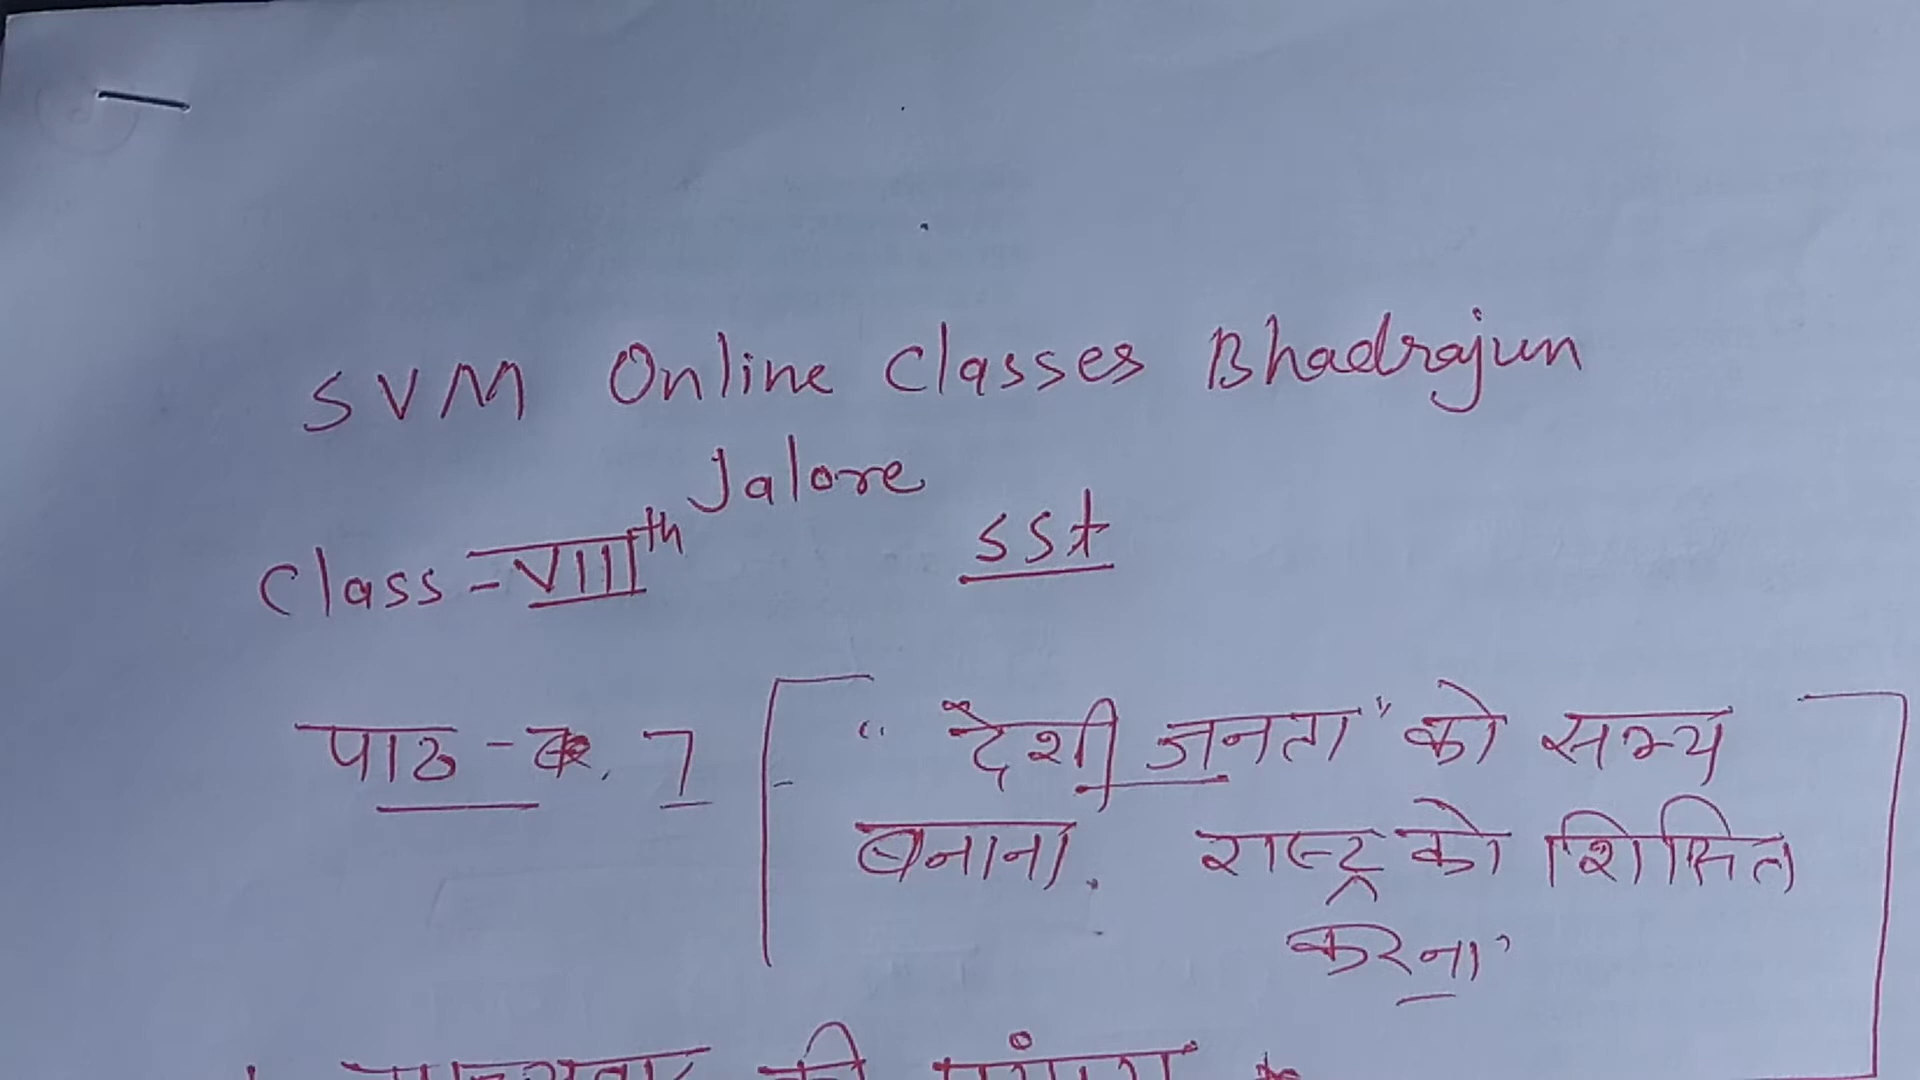 SVM Online Classes Bhadrajun
Jalore
Class - VIIIth SSt
पाठ - क्र. 7 "देशी जनता" को सभ्य
बनाना. राष्ट्र को शिक्षित
करना"
की